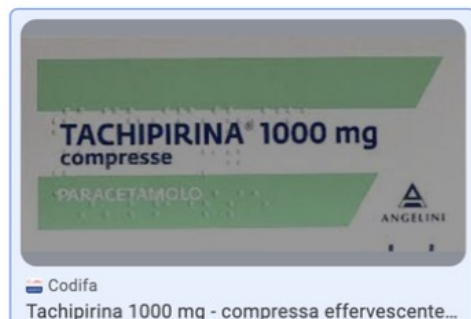 TACHIPIRINA® 1000 mg
compresse
PARACETAMOLO
ANGELINI
Codifa
Tachipirina 1000 mg - compressa effervescente...